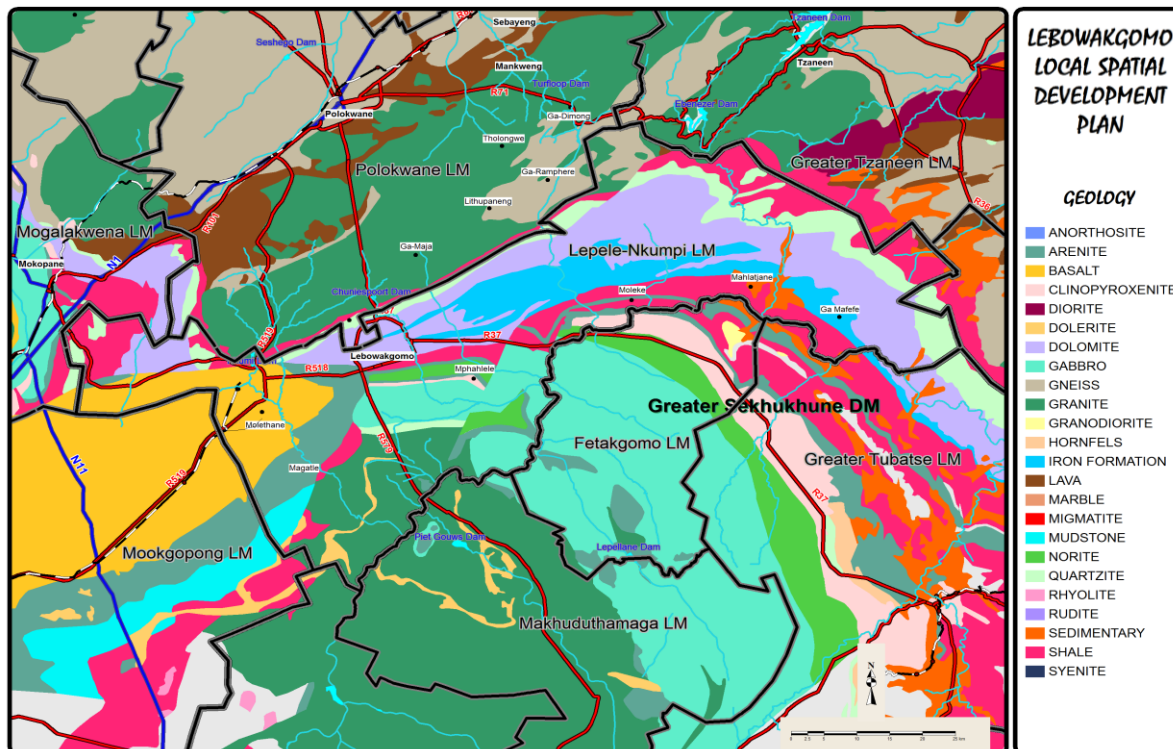 LEBOWAKGOMO
LOCAL SPATIAL
DEVELOPMENT
PLAN
GEOLOGY
ANORTHOSITE
ARENITE
BASALT
CLINOPYROXENITE
DIORITE
DOLERITE
DOLOMITE
GABBRO
GNEISS
GRANITE
GRANODIORITE
HORNFELS
IRON FORMATION
LAVA
MARBLE
MIGMATITE
MUDSTONE
NORITE
QUARTZITE
RHYOLITE
RUDITE
SEDIMENTARY
SHALE
SYENITE
Sebayeng
Tzaneen Dam
Seshego Dam
Mankweng
Tzaneen
Turfloop Dam
R71
Ebenezer Dam
Polokwane
Ga-Dimong
Tholongwe
Greater Tzaneen LM
Polokwane LM
Ga-Ramphere
R36
Lithupaneng
R101
Mogalakwena LM
Ga-Maja
Lepele-Nkumpi LM
N1
Mokopane
Mahlatjane
Chuniespoort Dam
Moleke
Ga Mafefe
R519
R37
Lebowakgomo
R518
Mphahlele
Greater Sekhukhune DM
Molethane
Fetakgomo LM
R579
Greater Tubatse LM
N11
Magatle
R519
R37
Piet Gouws Dam
Lepellane Dam
Mookgopong LM
Makhuduthamaga LM
N